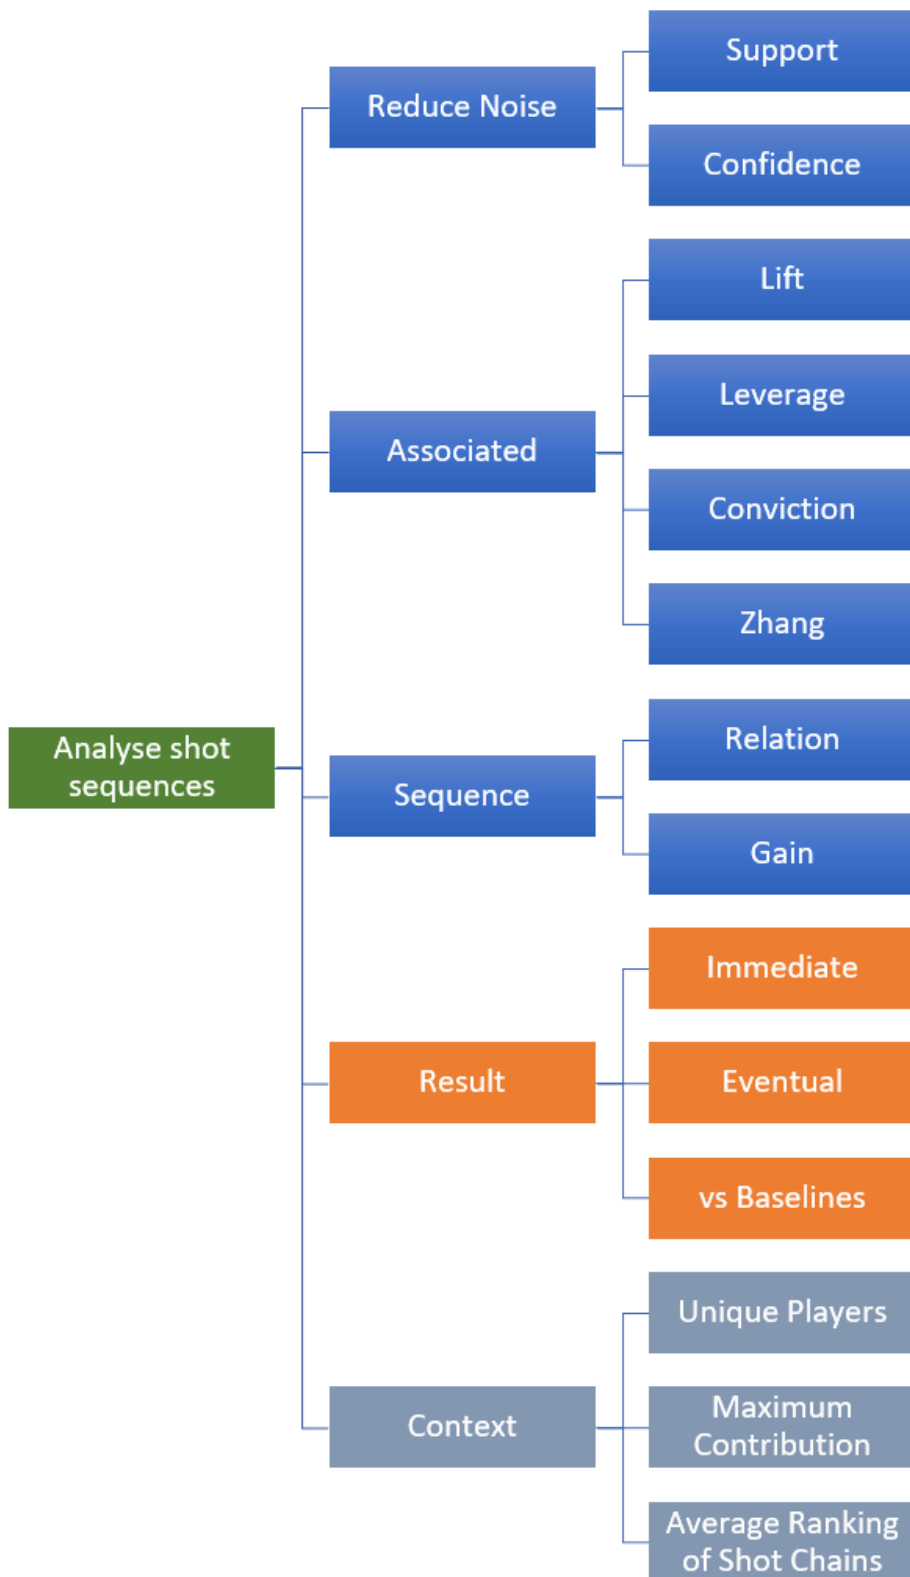 Support
Reduce Noise
Confidence
Lift
Leverage
Associated
Conviction
Zhang
Analyse shot
sequences
Relation
Sequence
Gain
Immediate
Result
Eventual
vs Baselines
Unique Players
Context
Maximum
Contribution
Average Ranking
of Shot Chains